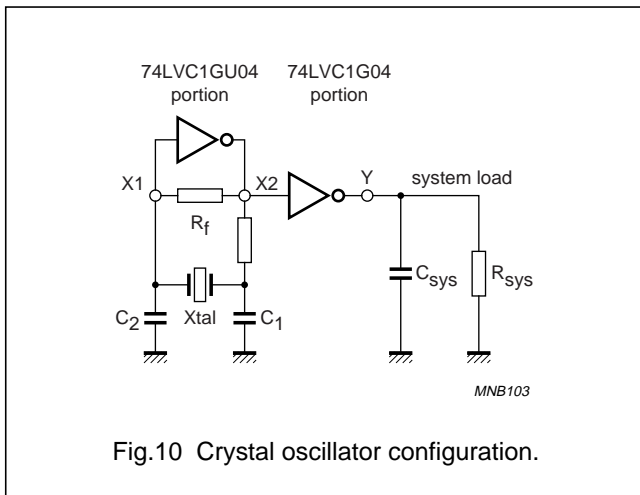 74LVC1GU04
portion
74LVC1G04
portion
X1
X2
Y
system load
Rf
Csys
Rsys
C2
Xtal
C1
MNB103
Fig.10 Crystal oscillator configuration.